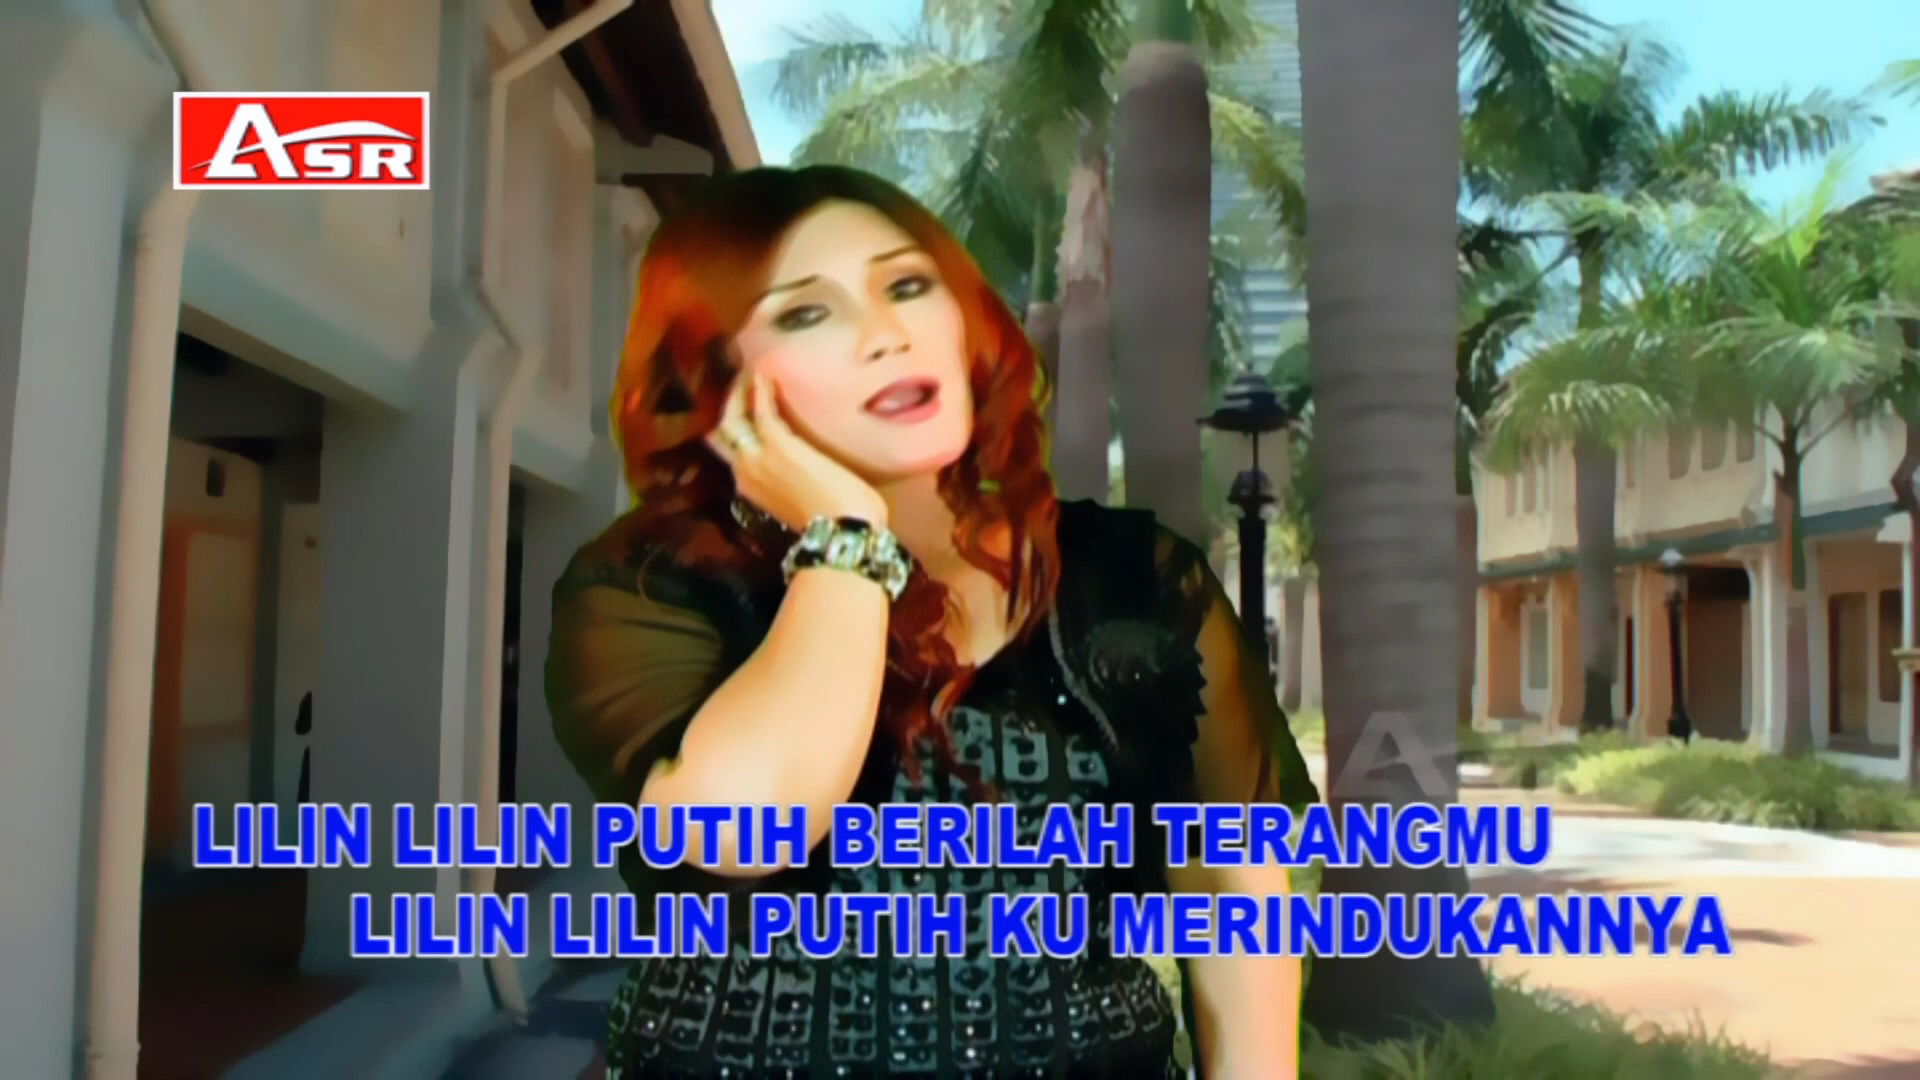 ASR
LILIN LILIN PUTIH BERILAH TERANGMU
LILIN LILIN PUTIH KU MERINDUKANNYA
A